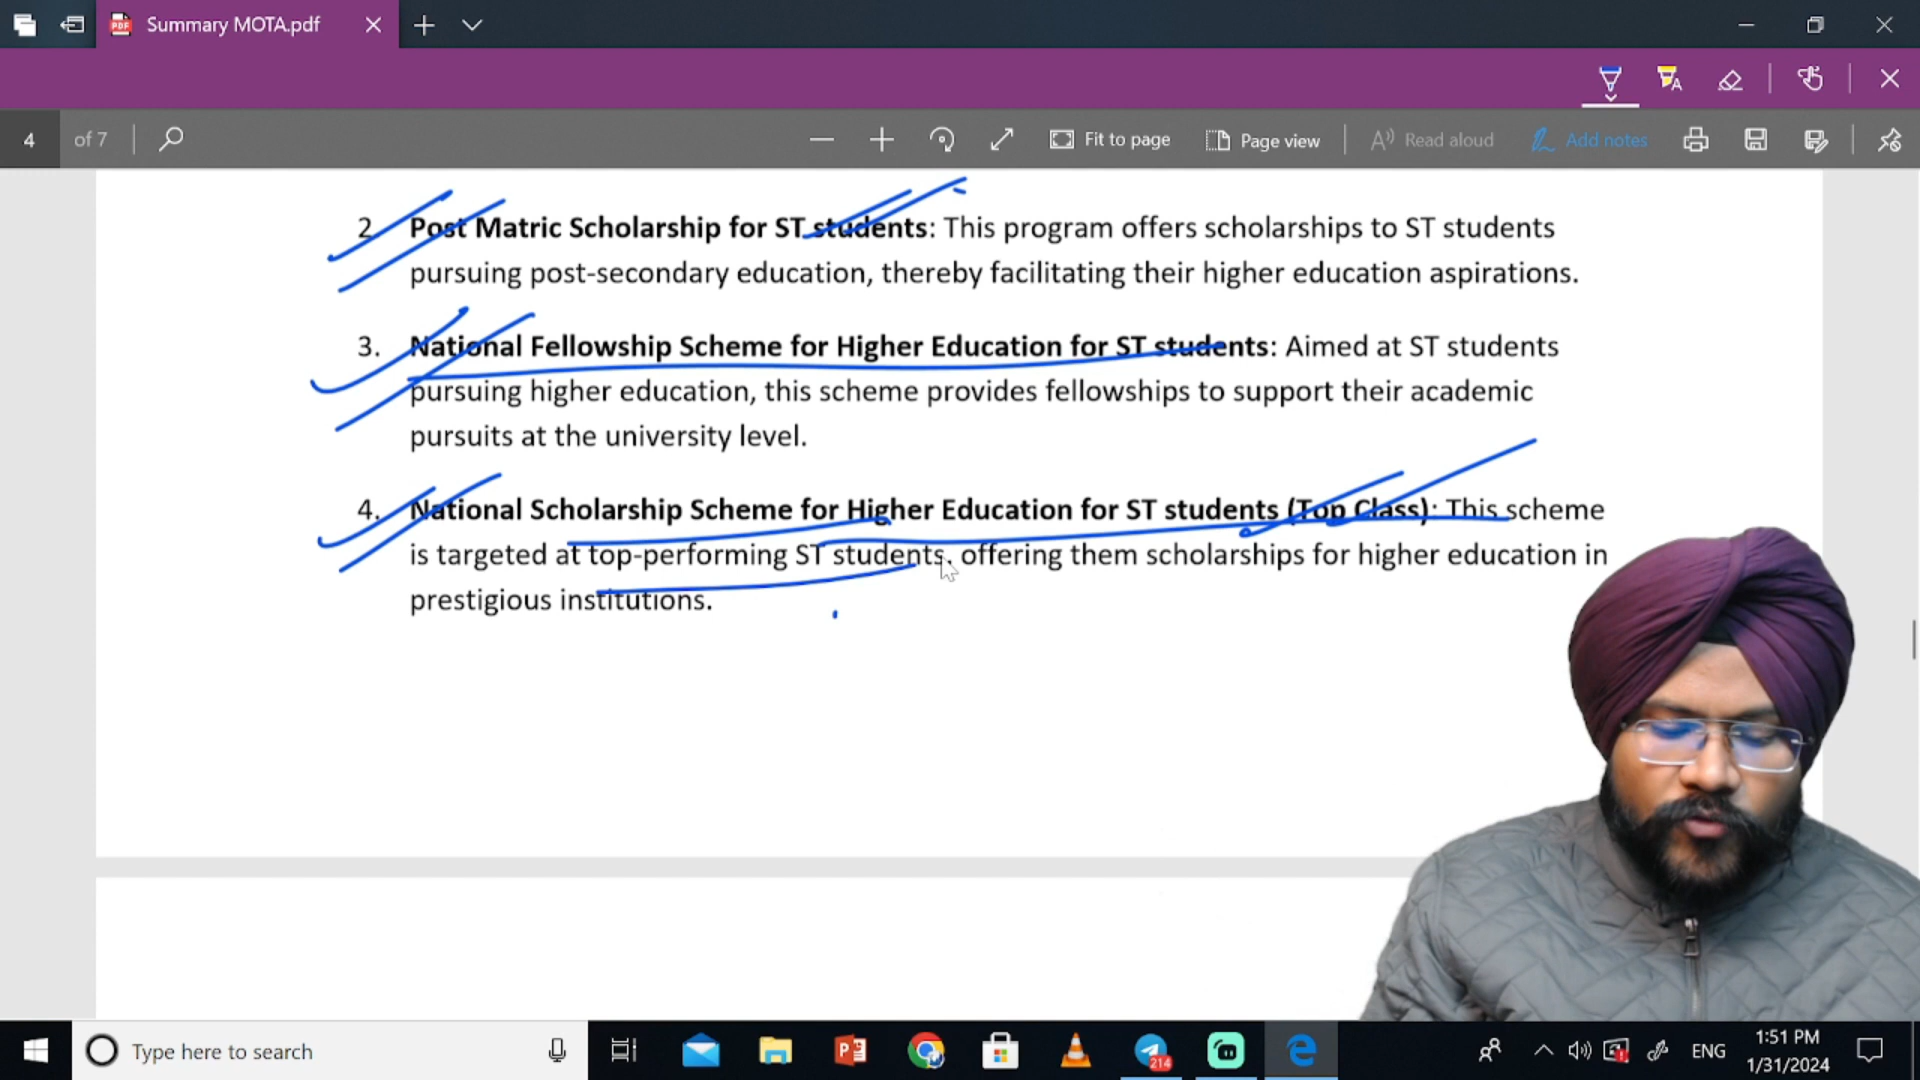 Summary MOTA.pdf
4 of 7
Fit to page
Page view
Read aloud
Add notes
2. Post Matric Scholarship for ST students: This program offers scholarships to ST students
pursuing post-secondary education, thereby facilitating their higher education aspirations.
3. National Fellowship Scheme for Higher Education for ST students: Aimed at ST students
pursuing higher education, this scheme provides fellowships to support their academic
pursuits at the university level.
4. National Scholarship Scheme for Higher Education for ST students (Top Class): This scheme
is targeted at top-performing ST students, offering them scholarships for higher education in
prestigious institutions.
Type here to search
214
ENG
1:51 PM
1/31/2024